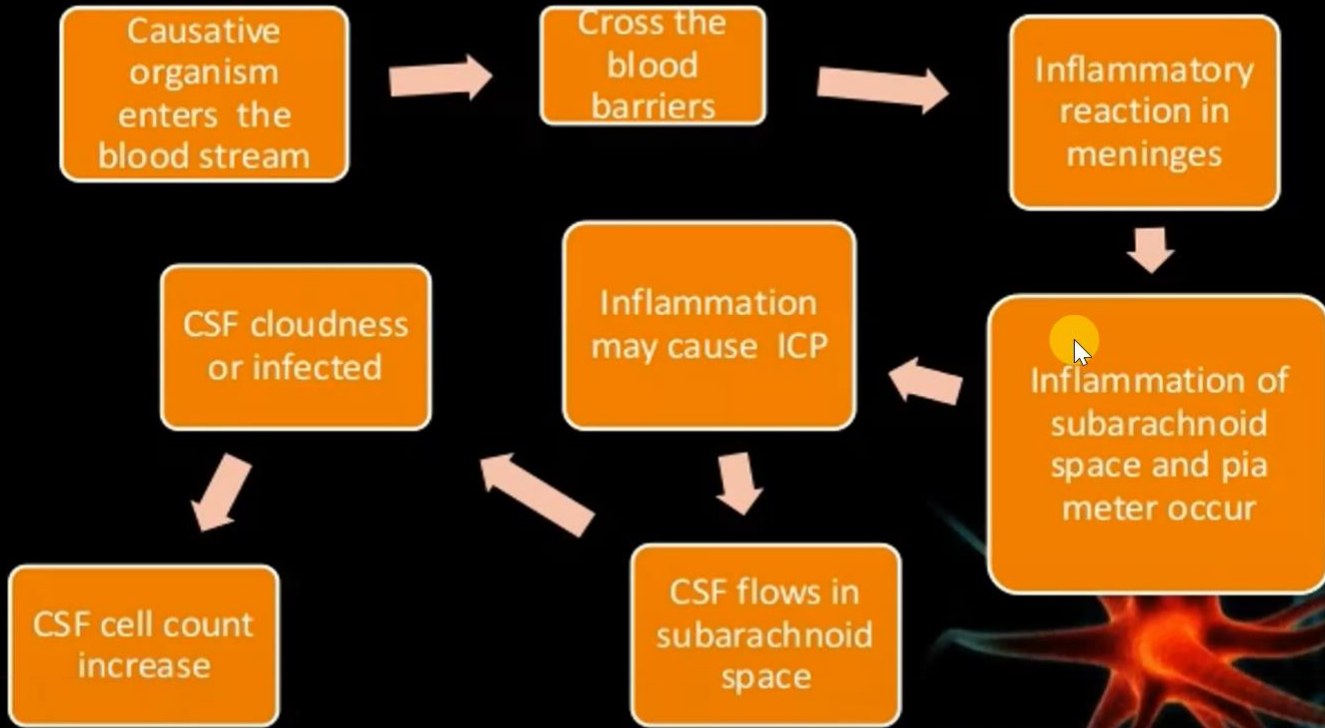 Causative
organism
enters the
blood stream
Cross the
blood
barriers
Inflammatory
reaction in
meninges
Inflammation of
subarachnoid
space and pia
meter occur
Inflammation
may cause ICP
CSF flows in
subarachnoid
space
CSF cloudness
or infected
CSF cell count
increase